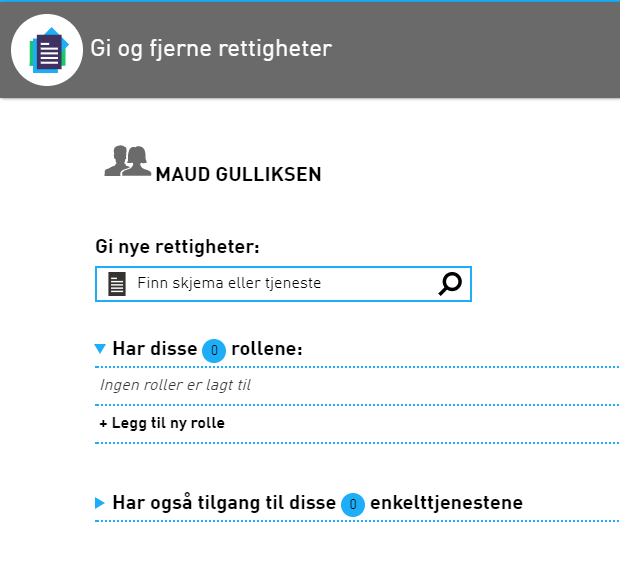 Gi og fjerne rettigheter
MAUD GULLIKSEN
Gi nye rettigheter:
Finn skjema eller tjeneste
Har disse 0 rollene:
Ingen roller er lagt til
+ Legg til ny rolle
Har også tilgang til disse 0 enkelttjenestene